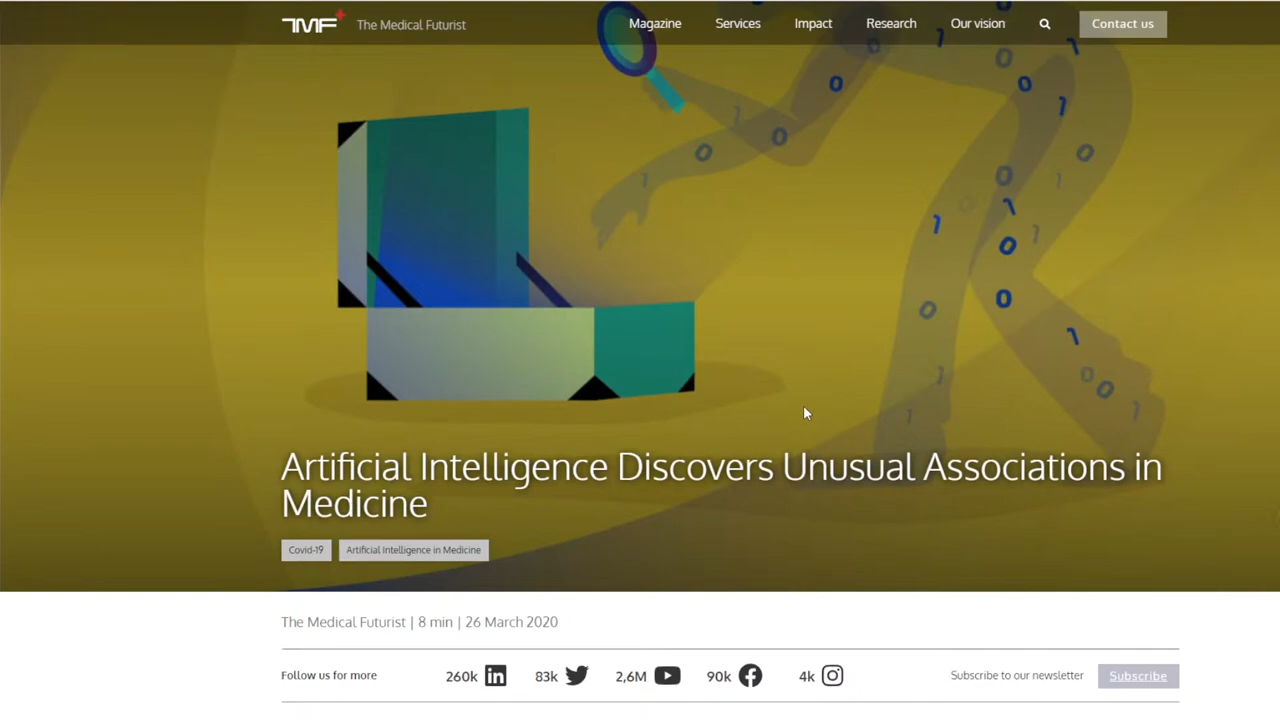 TMF The Medical Futurist Magazine Services Impact Research Our vision Contact us
Artificial Intelligence Discovers Unusual Associations in
Medicine
Covid-19 Artificial Intelligence in Medicine
The Medical Futurist | 8 min | 26 March 2020
Follow us for more 260k 83k 2,6M 90k 4k Subscribe to our newsletter Subscribe